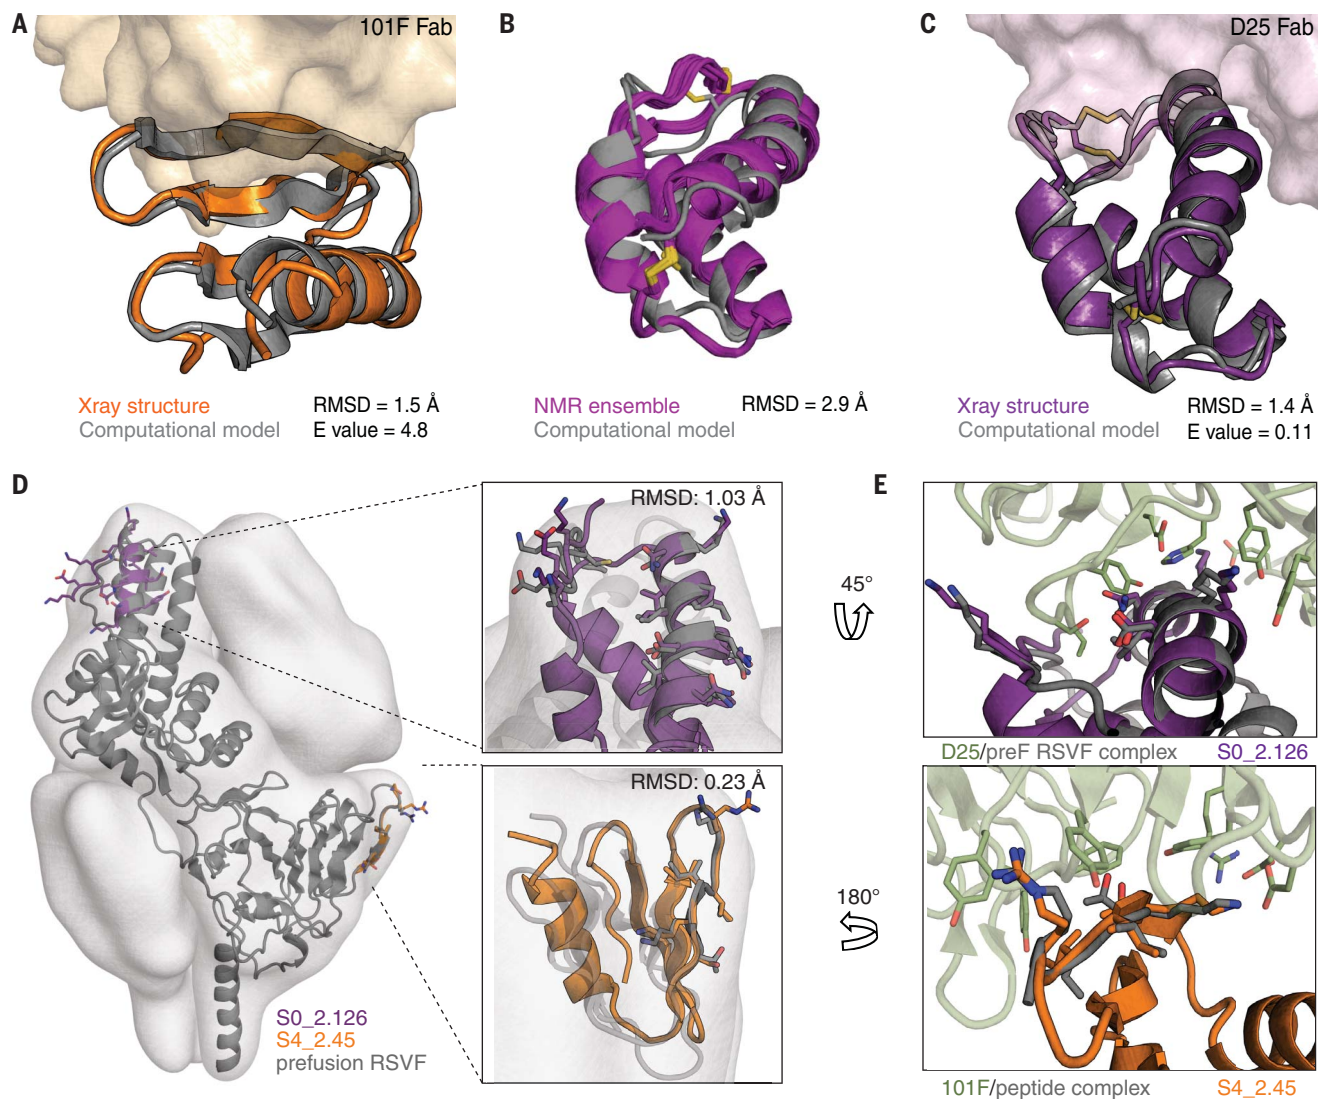 A
101F Fab
Xray structure
Computational model
RMSD = 1.5 Å
E value = 4.8
B
NMR ensemble
Computational model
RMSD = 2.9 Å
C
D25 Fab
Xray structure
Computational model
RMSD = 1.4 Å
E value = 0.11
D
S0_2.126
S4_2.45
prefusion RSVF
RMSD: 1.03 Å
RMSD: 0.23 Å
45°
180°
E
D25/preF RSVF complex
S0_2.126
101F/peptide complex
S4_2.45